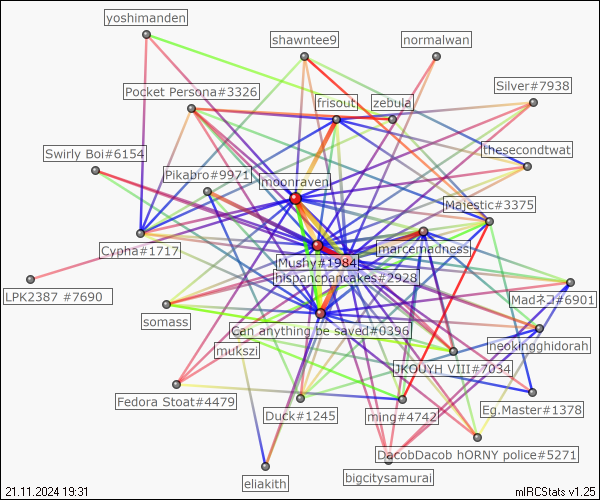 yoshimanden
shawntee9
normalwan
Silver#7938
Pocket Persona#3326
frisout
zebula
Swirly Boi#6154
thesecondtwat
Pikabro#9971
moonraven
Majestic#3375
Cypha#1717
marcemadness
Mushy#1984
hispancpancakes#2928
LPK2387 #7690
Madネコ#6901
somass
Can anything be saved#0396
neokingghidorah
mukszi
JKOUYH VIII#7034
Fedora Stoat#4479
Duck#1245
ming#4742
Eg.Master#1378
DacobDacob hORNY police#5271
bigcitysamurai
eliakith
21.11.2024 19:31
mIRCStats v1.25